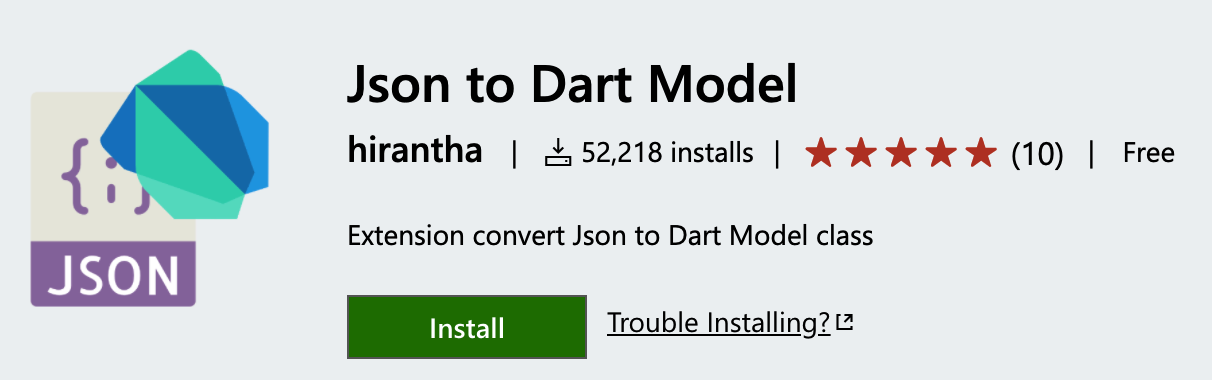 Json to Dart Model
hirantha | 52,218 installs | (10) | Free
Extension convert Json to Dart Model class
{;}
JSON
Install
Trouble Installing?